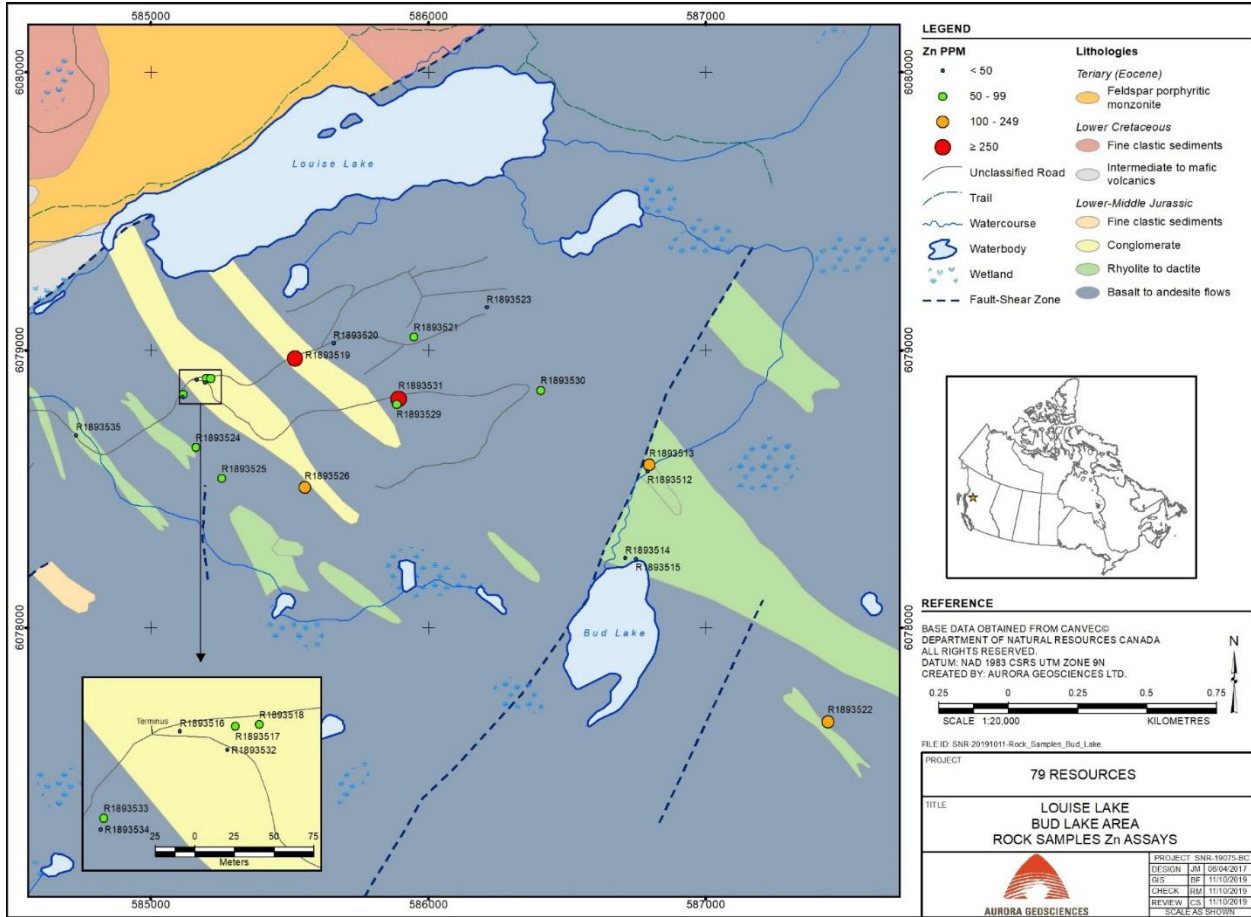 585000
586000
587000
6080000
6080000
Louise Lake
R1893523
R1893521
R1893520
6079000
6079000
R1893519
R1893530
R1893531
R1893529
R1893535
R1893524
R1893513
R1893525
R1893526
R1893512
R1893514
R1893515
6078000
6078000
Bud Lake
R1893522
Terminus
R1893516
R1893518
R1893517
R1893532
R1893533
R1893534
25 0 25 50 75
Meters
585000
586000
587000
LEGEND
Zn PPM
< 50
50 - 99
100 - 249
≥ 250
Unclassified Road
Trail
Watercourse
Waterbody
Wetland
Fault-Shear Zone
Lithologies
Teriary (Eocene)
Feldspar porphyritic
monzonite
Lower Cretaceous
Fine clastic sediments
Intermediate to mafic
volcanics
Lower-Middle Jurassic
Fine clastic sediments
Conglomerate
Rhyolite to dactite
Basalt to andesite flows
REFERENCE
BASE DATA OBTAINED FROM CANVEC©
DEPARTMENT OF NATURAL RESOURCES CANADA
ALL RIGHTS RESERVED.
DATUM: NAD 1983 CSRS UTM ZONE 9N
CREATED BY: AURORA GEOSCIENCES LTD.
N
0.25 0 0.25 0.5 0.75
SCALE 1:20,000 KILOMETRES
FILE ID: SNR-20191011-Rock_Samples_Bud_Lake
PROJECT
79 RESOURCES
TITLE
LOUISE LAKE
BUD LAKE AREA
ROCK SAMPLES Zn ASSAYS
AURORA GEOSCIENCES
PROJECT SNR-19075-BC
DESIGN JM 06/04/2017
GIS BF 11/10/2019
CHECK RM 11/10/2019
REVIEW CS 11/10/2019
SCALE AS SHOWN